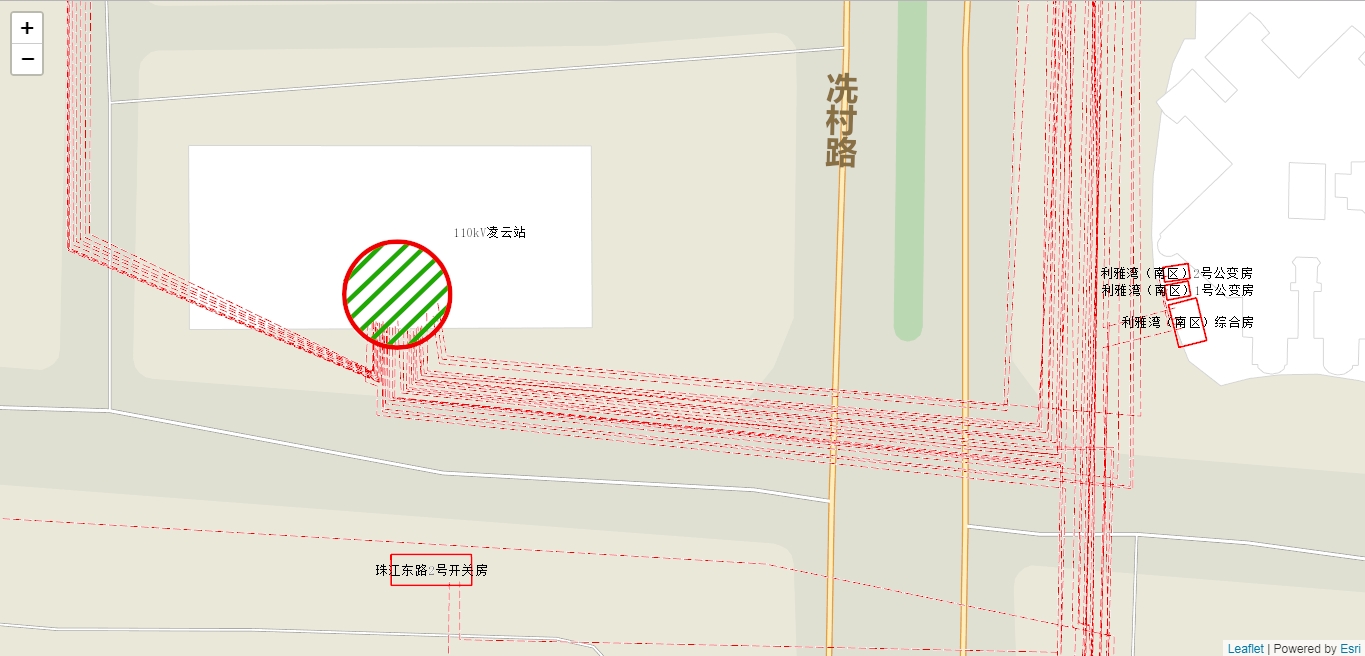 +
−
冼
村
路
110kV凌云站
利雅湾（南区）2号公变房
利雅湾（南区）1号公变房
利雅湾（南区）综合房
珠江东路2号开关房
Leaflet | Powered by Esri